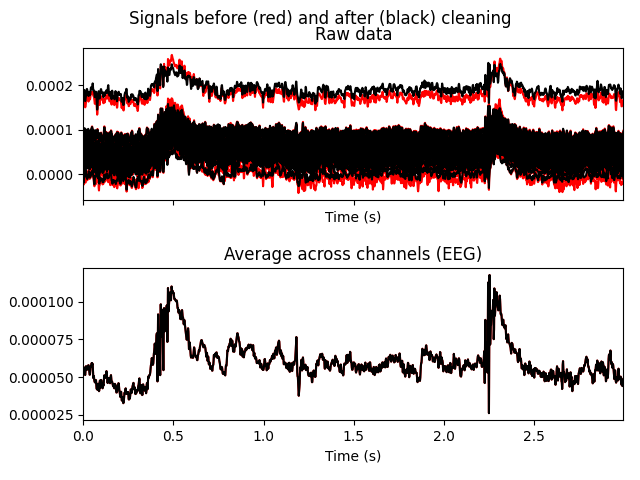 Signals before (red) and after (black) cleaning
Raw data
0.0002
0.0001
0.0000
Time (s)
Average across channels (EEG)
0.000100
0.000075
0.000050
0.000025
0.0 0.5 1.0 1.5 2.0 2.5
Time (s)